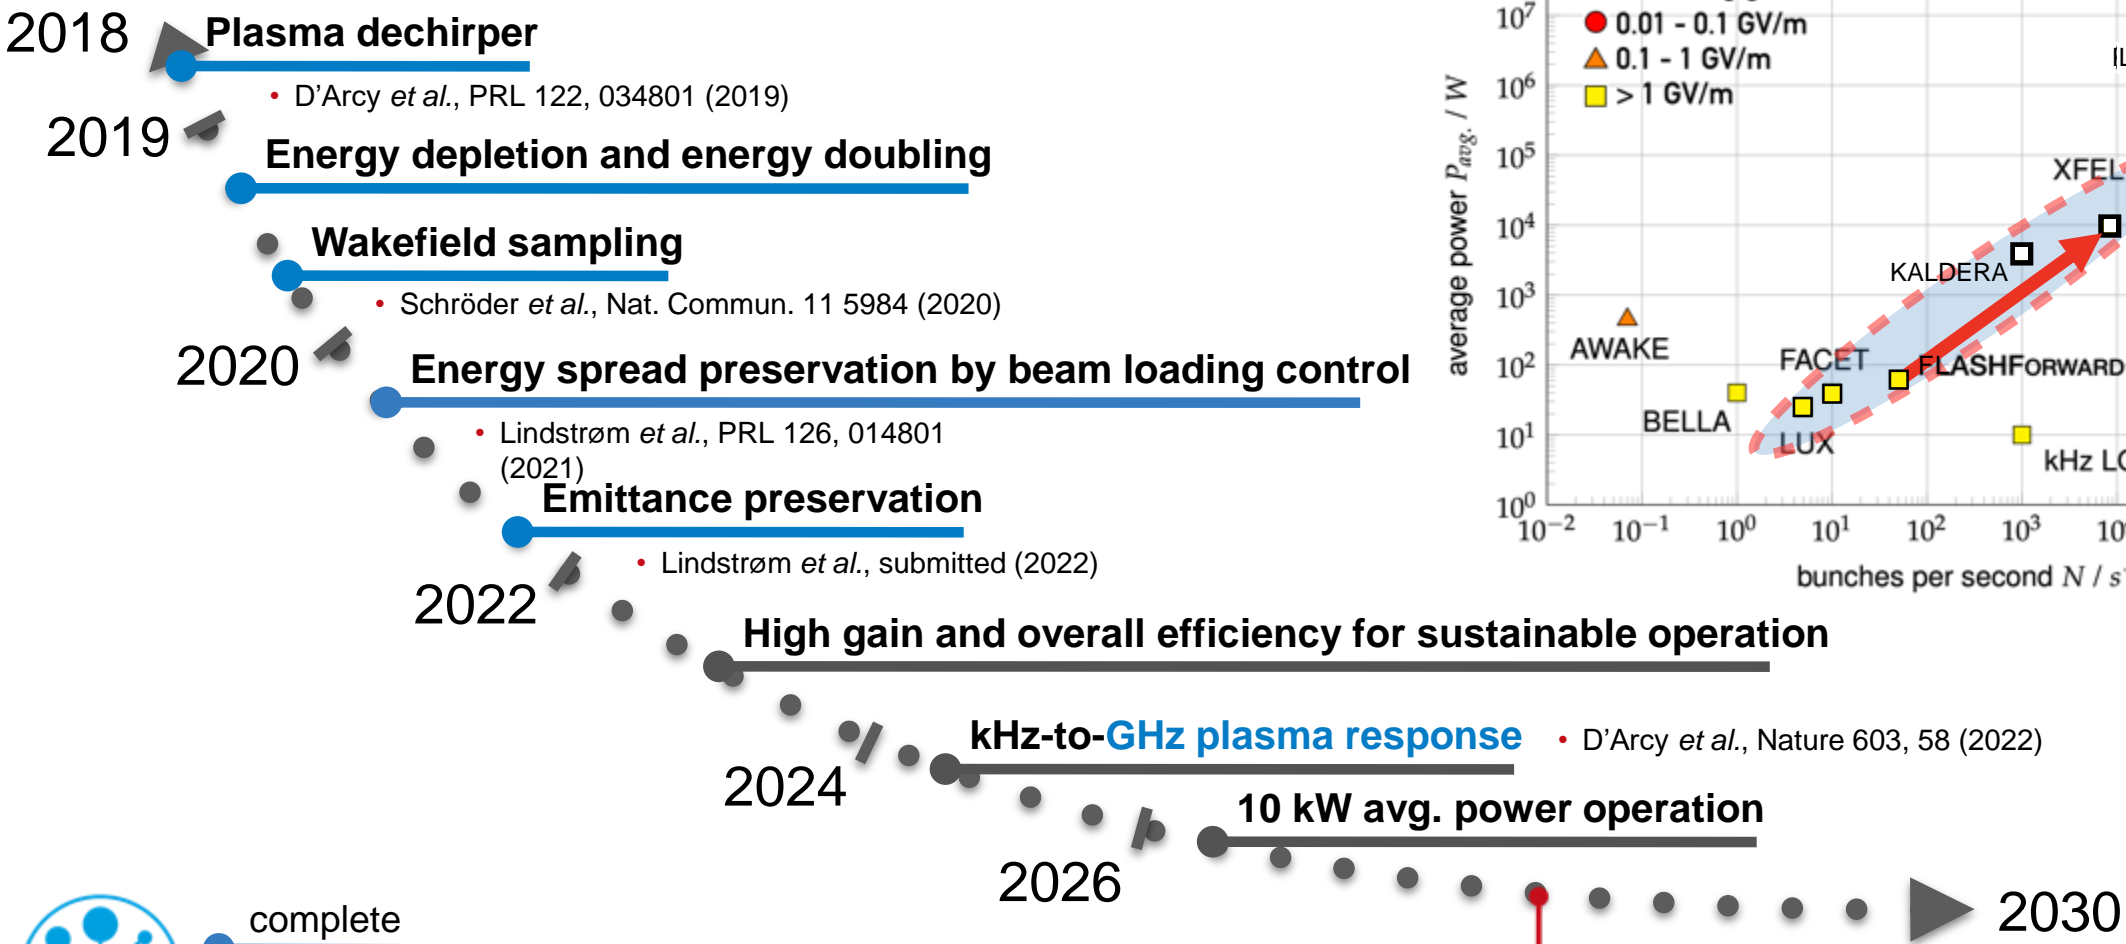 2018
Plasma dechirper
• D’Arcy et al., PRL 122, 034801 (2019)
2019
Energy depletion and energy doubling
Wakefield sampling
• Schröder et al., Nat. Commun. 11 5984 (2020)
2020
Energy spread preservation by beam loading control
• Lindstrøm et al., PRL 126, 014801
(2021)
Emittance preservation
• Lindstrøm et al., submitted (2022)
2022
High gain and overall efficiency for sustainable operation
kHz-to-GHz plasma response
• D’Arcy et al., Nature 603, 58 (2022)
2024
10 kW avg. power operation
2026
2030
complete
0.01 - 0.1 GV/m
0.1 - 1 GV/m
> 1 GV/m
average power P_avg. / W
10⁷
10⁶
10⁵
10⁴
10³
10²
10¹
10⁰
XFEL
KALDERA
AWAKE
FACET
FLASHFORWARD
BELLA
LUX
kHz
10⁻² 10⁻¹ 10⁰ 10¹ 10² 10³
bunches per second N / s